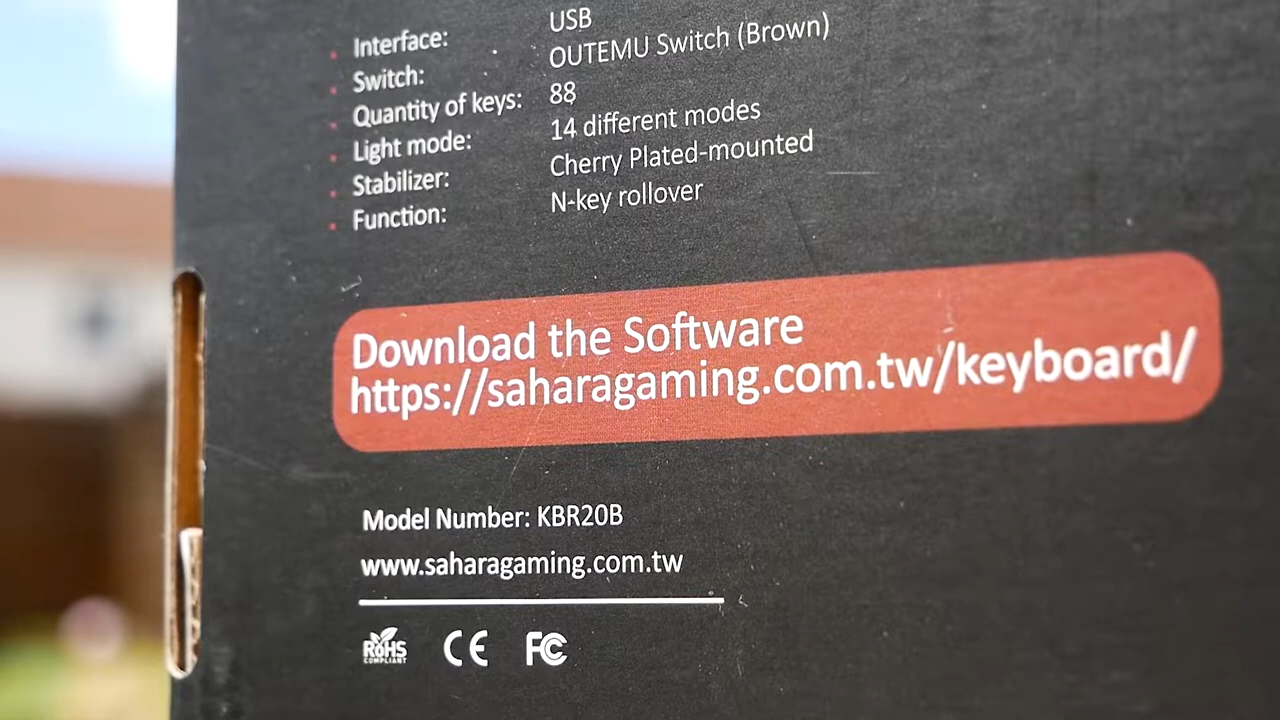 Interface: USB
Switch: OUTEMU Switch (Brown)
Quantity of keys: 88
Light mode: 14 different modes
Stabilizer: Cherry Plated-mounted
Function: N-key rollover
Download the Software
https://saharagaming.com.tw/keyboard/
Model Number: KBR20B
www.saharagaming.com.tw
RoHS CE FC
COMPLIANT